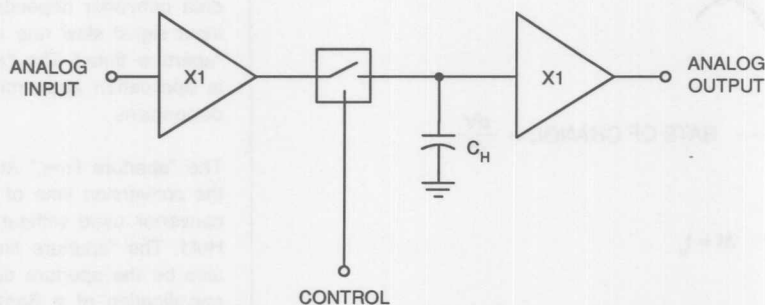 ANALOG
INPUT
X1
X1
ANALOG
OUTPUT
C_H
CONTROL